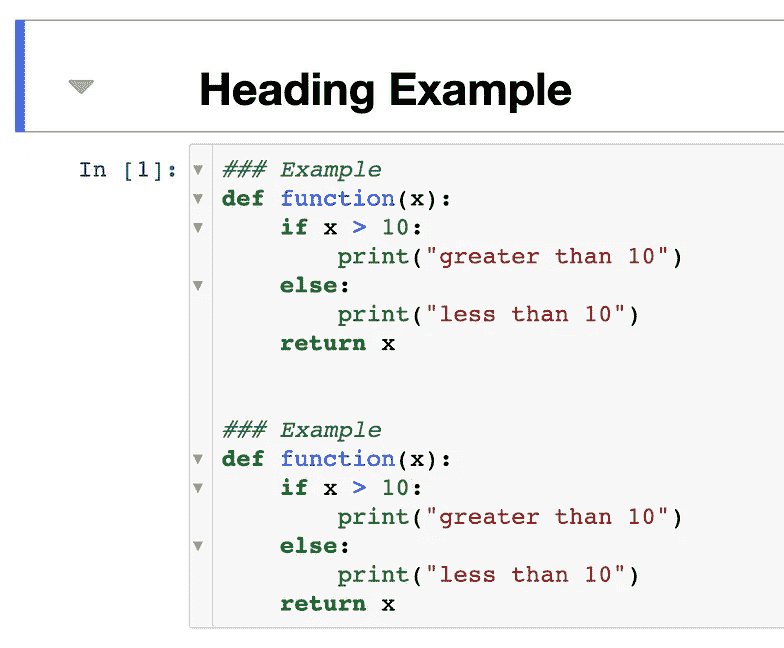 Heading Example
In [1]:
### Example
def function(x):
    if x > 10:
        print("greater than 10")
    else:
        print("less than 10")
    return x
### Example
def function(x):
    if x > 10:
        print("greater than 10")
    else:
        print("less than 10")
    return x